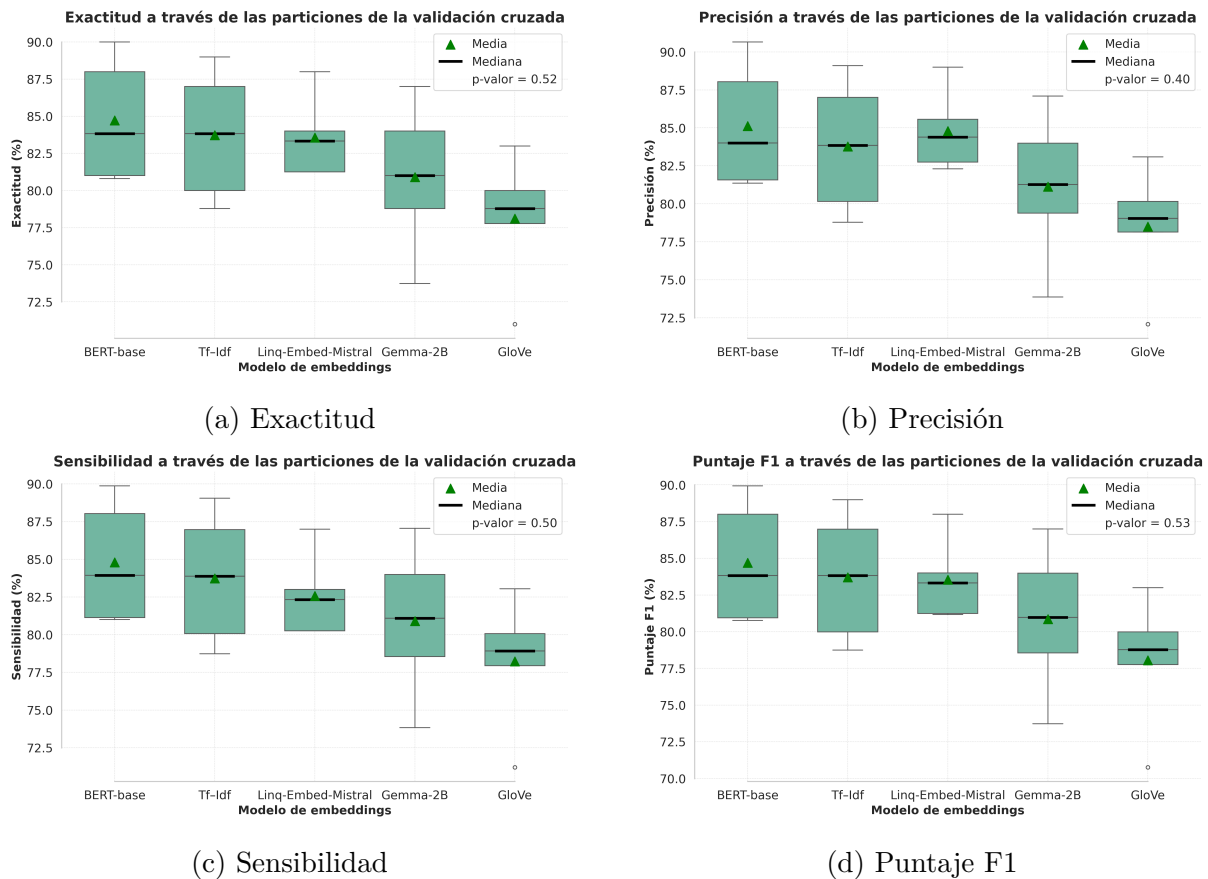 Exactitud a través de las particiones de la validación cruzada
90.0
87.5
85.0
82.5
80.0
77.5
75.0
72.5
Exactitud (%)
Media
Mediana
p-valor = 0.52
BERT-base
Tf–Idf
Linq-Embed-Mistral
Gemma-2B
GloVe
Modelo de embeddings
(a) Exactitud
Precisión a través de las particiones de la validación cruzada
90.0
87.5
85.0
82.5
80.0
77.5
75.0
72.5
Precisión (%)
Media
Mediana
p-valor = 0.40
BERT-base
Tf–Idf
Linq-Embed-Mistral
Gemma-2B
GloVe
Modelo de embeddings
(b) Precisión
Sensibilidad a través de las particiones de la validación cruzada
90.0
87.5
85.0
82.5
80.0
77.5
75.0
72.5
Sensibilidad (%)
Media
Mediana
p-valor = 0.50
BERT-base
Tf–Idf
Linq-Embed-Mistral
Gemma-2B
GloVe
Modelo de embeddings
(c) Sensibilidad
Puntaje F1 a través de las particiones de la validación cruzada
90.0
87.5
85.0
82.5
80.0
77.5
75.0
72.5
70.0
Puntaje F1 (%)
Media
Mediana
p-valor = 0.53
BERT-base
Tf–Idf
Linq-Embed-Mistral
Gemma-2B
GloVe
Modelo de embeddings
(d) Puntaje F1